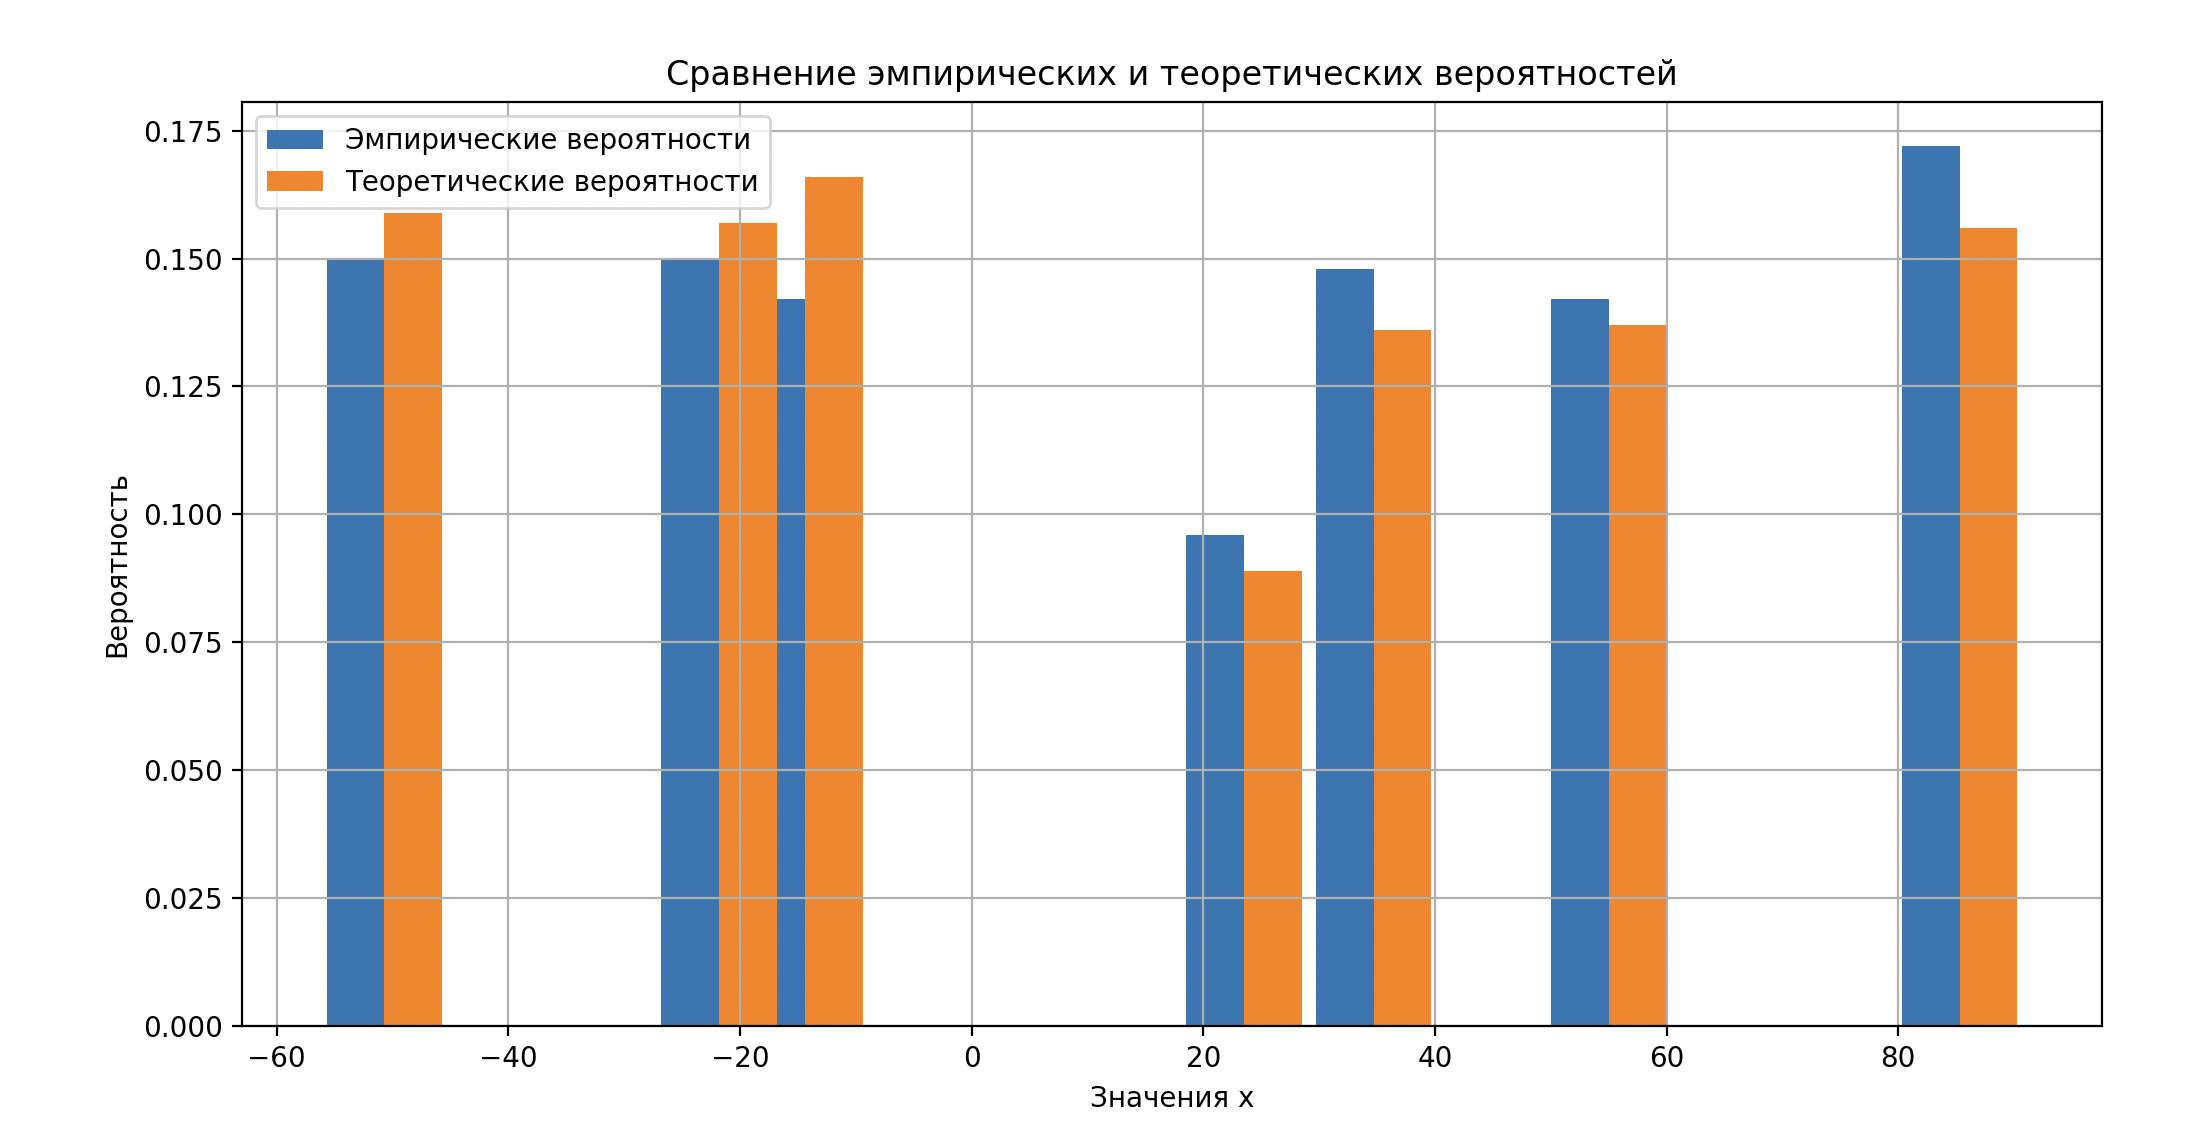 Сравнение эмпирических и теоретических вероятностей
Эмпирические вероятности
Теоретические вероятности
0.175
0.150
0.125
0.100
0.075
0.050
0.025
0.000
Вероятность
−60 −40 −20 0 20 40 60 80
Значения x